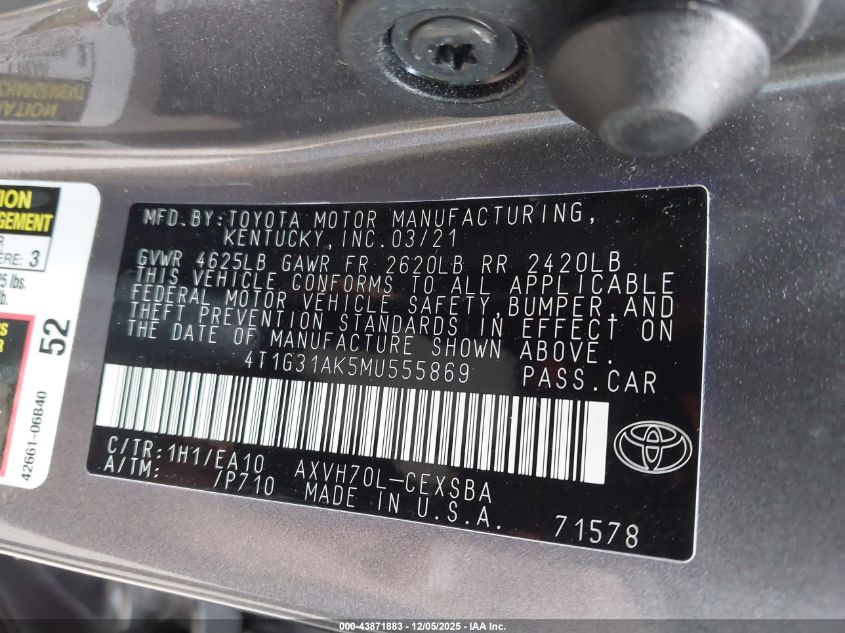 MFD. BY: TOYOTA MOTOR MANUFACTURING,
KENTUCKY, INC. 03/21
GVWR 4625LB GAWR FR 2620LB RR 2420LB
THIS VEHICLE CONFORMS TO ALL APPLICABLE
FEDERAL MOTOR VEHICLE SAFETY, BUMPER, AND
THEFT PREVENTION STANDARDS IN EFFECT ON
THE DATE OF MANUFACTURE SHOWN ABOVE.
4T1G31AK5MU555869 PASS. CAR
C/TR: 1H1/EA10 AXVH70L-CEXSBA
A/TM: /P710 MADE IN U.S.A.
71578
3
lb.
52
42661-06B40
000-43871883 - 12/05/2025 - IAA Inc.